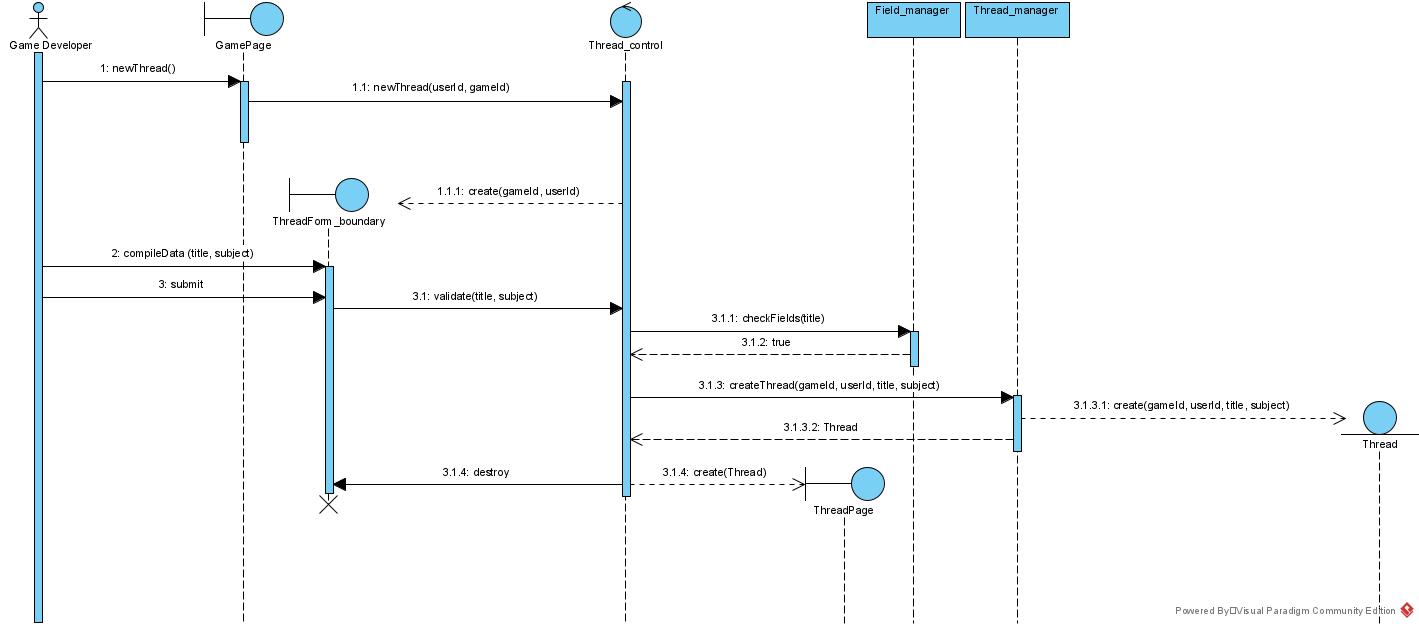 Field_manager
Thread_manager
Game Developer
GamePage
Thread_control
1: newThread()
1.1: newThread(userId, gameId)
1.1.1: create(gameId, userId)
ThreadForm_boundary
2: compileData (title, subject)
3: submit
3.1: validate(title, subject)
3.1.1: checkFields(title)
3.1.2: true
3.1.3: createThread(gameId, userId, title, subject)
3.1.3.1: create(gameId, userId, title, subject)
3.1.3.2: Thread
Thread
3.1.4: destroy
3.1.4: create(Thread)
ThreadPage
Powered By□Visual Paradigm Community Edition